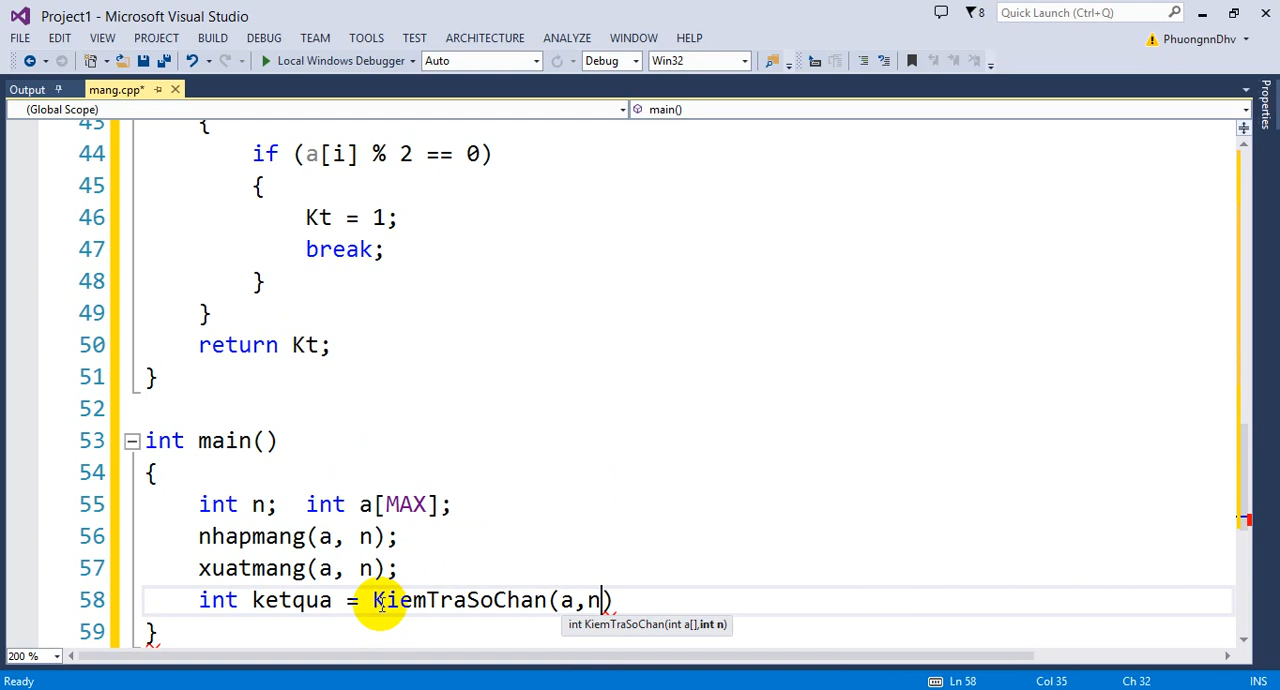 Project1 - Microsoft Visual Studio
8
Quick Launch (Ctrl+Q)
FILE EDIT VIEW PROJECT BUILD DEBUG TEAM TOOLS TEST ARCHITECTURE ANALYZE WINDOW HELP
PhuongnnDhv
Local Windows Debugger Auto Debug Win32
Output mang.cpp*
(Global Scope) main()
Properties
43 {
44 if (a[i] % 2 == 0)
45 {
46 Kt = 1;
47 break;
48 }
49 }
50 return Kt;
51 }
52
53 int main()
54 {
55 int n; int a[MAX];
56 nhapmang(a, n);
57 xuatmang(a, n);
58 int ketqua = KiemTraSoChan(a,n)
int KiemTraSoChan(int a[],int n)
59 }
200 %
Ready Ln 58 Col 35 Ch 32 INS